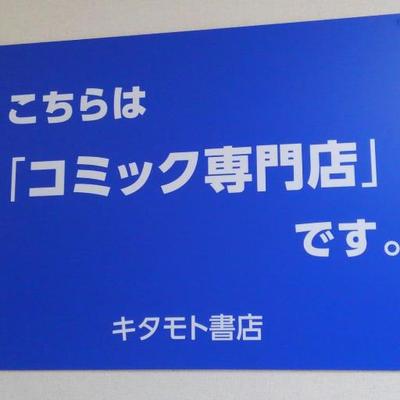 こちらは
「コミック専門店」
です。
キタモト書店